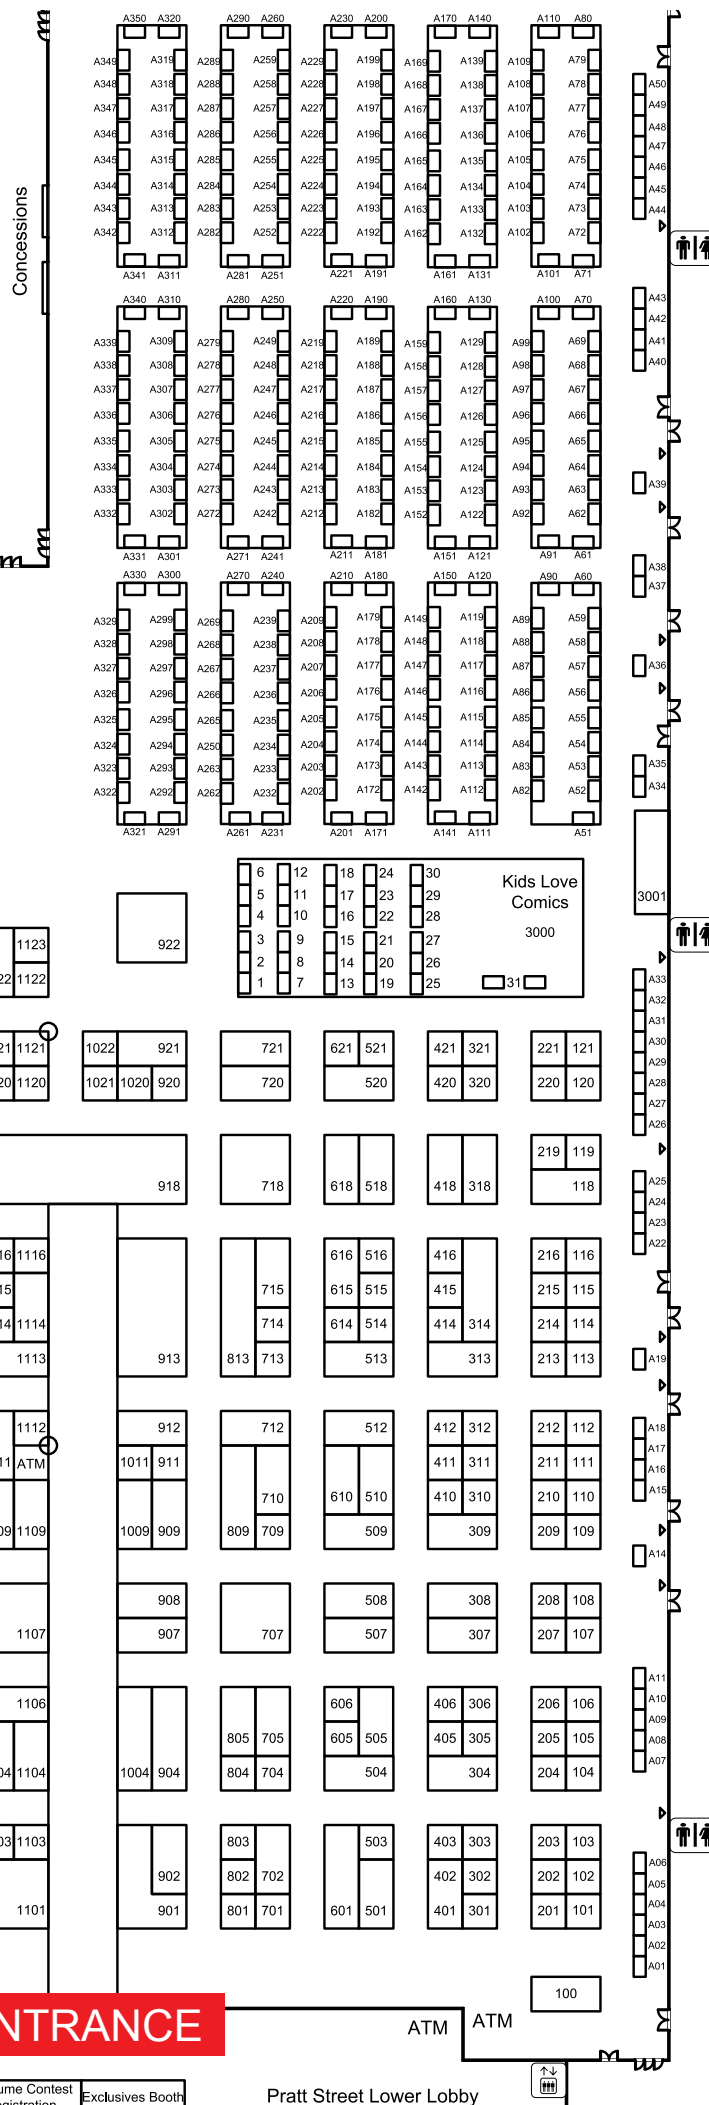 A350 A320 A290 A260 A230 A200 A170 A140 A110 A80
A349 A319 A289 A259 A229 A199 A169 A139 A109 A79
A348 A318 A288 A258 A228 A198 A168 A138 A108 A78 A50
A347 A317 A287 A257 A227 A197 A167 A137 A107 A77 A49
A346 A316 A286 A256 A226 A196 A166 A136 A106 A76 A48
A47
A345 A315 A285 A255 A225 A195 A165 A135 A105 A75 A46
A344 A314 A284 A254 A224 A194 A164 A134 A104 A74 A45
A343 A313 A283 A253 A223 A193 A163 A133 A103 A73 A44
A342 A312 A282 A252 A222 A192 A162 A132 A102 A72
Concessions
A341 A311 A281 A251 A221 A191 A161 A131 A101 A71
A340 A310 A280 A250 A220 A190 A160 A130 A100 A70 A43
A42
A339 A309 A279 A249 A219 A189 A159 A129 A99 A69 A41
A338 A308 A278 A248 A218 A188 A158 A128 A98 A68 A40
A337 A307 A277 A247 A217 A187 A157 A127 A97 A67
A336 A306 A276 A246 A216 A186 A156 A126 A96 A66
A335 A305 A275 A245 A215 A185 A155 A125 A95 A65
A334 A304 A274 A244 A214 A184 A154 A124 A94 A64
A333 A303 A273 A243 A213 A183 A153 A123 A93 A63 A39
A332 A302 A272 A242 A212 A182 A152 A122 A92 A62
A331 A301 A271 A241 A211 A181 A151 A121 A91 A61
A330 A300 A270 A240 A210 A180 A150 A120 A90 A60
A38
A37
A329 A299 A269 A239 A209 A179 A149 A119 A89 A59
A328 A298 A268 A238 A208 A178 A148 A118 A88 A58
A327 A297 A267 A237 A207 A177 A147 A117 A87 A57 A36
A326 A296 A266 A236 A206 A176 A146 A116 A86 A56
A325 A295 A265 A235 A205 A175 A145 A115 A85 A55
A324 A294 A250 A234 A204 A174 A144 A114 A84 A54
A323 A293 A263 A233 A203 A173 A143 A113 A83 A53 A35
A322 A292 A262 A232 A202 A172 A142 A112 A82 A52 A34
A321 A291 A261 A231 A201 A171 A141 A111 A51
6 12 18 24 30
5 11 17 23 29
4 10 16 22 28
3 9 15 21 27
2 8 14 20 26
1 7 13 19 25
Kids Love
Comics
3000
31
3001
1123 922
22 1122
A33
A32
A31
A30
A29
A28
A27
A26
21 1121 1022 921 721 621 521 421 321 221 121
20 1120 1021 1020 920 720 520 420 320 220 120
219 119
918 718 618 518 418 318 118
A25
A24
A23
A22
16 1116 616 516 416 216 116
15 715 615 515 415 215 115
14 1114 714 614 514 414 314 214 114
1113 913 813 713 513 313 213 113 A19
1112 912 712 512 412 312 212 112 A18
A17
11 ATM 1011 911 411 311 211 111 A16
710 610 510 410 310 210 110 A15
09 1109 1009 909 809 709 509 309 209 109
A14
908 508 308 208 108
1107 907 707 507 307 207 107
A11
A10
A09
A08
A07
1106 606 406 306 206 106
805 705 605 505 405 305 205 105
04 1104 1004 904 804 704 504 304 204 104
03 1103 803 503 403 303 203 103
902 802 702 402 302 202 102
1101 901 801 701 601 501 401 301 201 101
A06
A05
A04
A03
A02
A01
100
NTRANCE
ATM ATM
ume Contest
gistration
Exclusives Booth
Pratt Street Lower Lobby